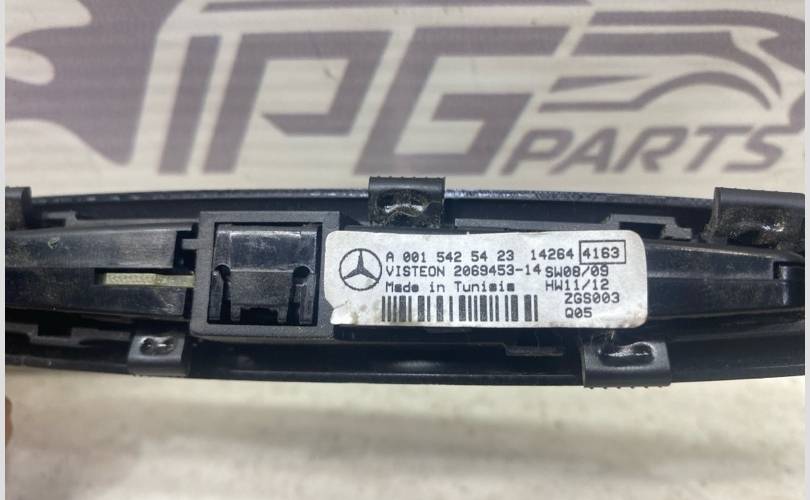 IPG
PARTS
A 001 542 54 23 14264 4163
VISTEON 2069453-14 SW08/09
Made in Tunisia HW11/12
ZGS003
Q05